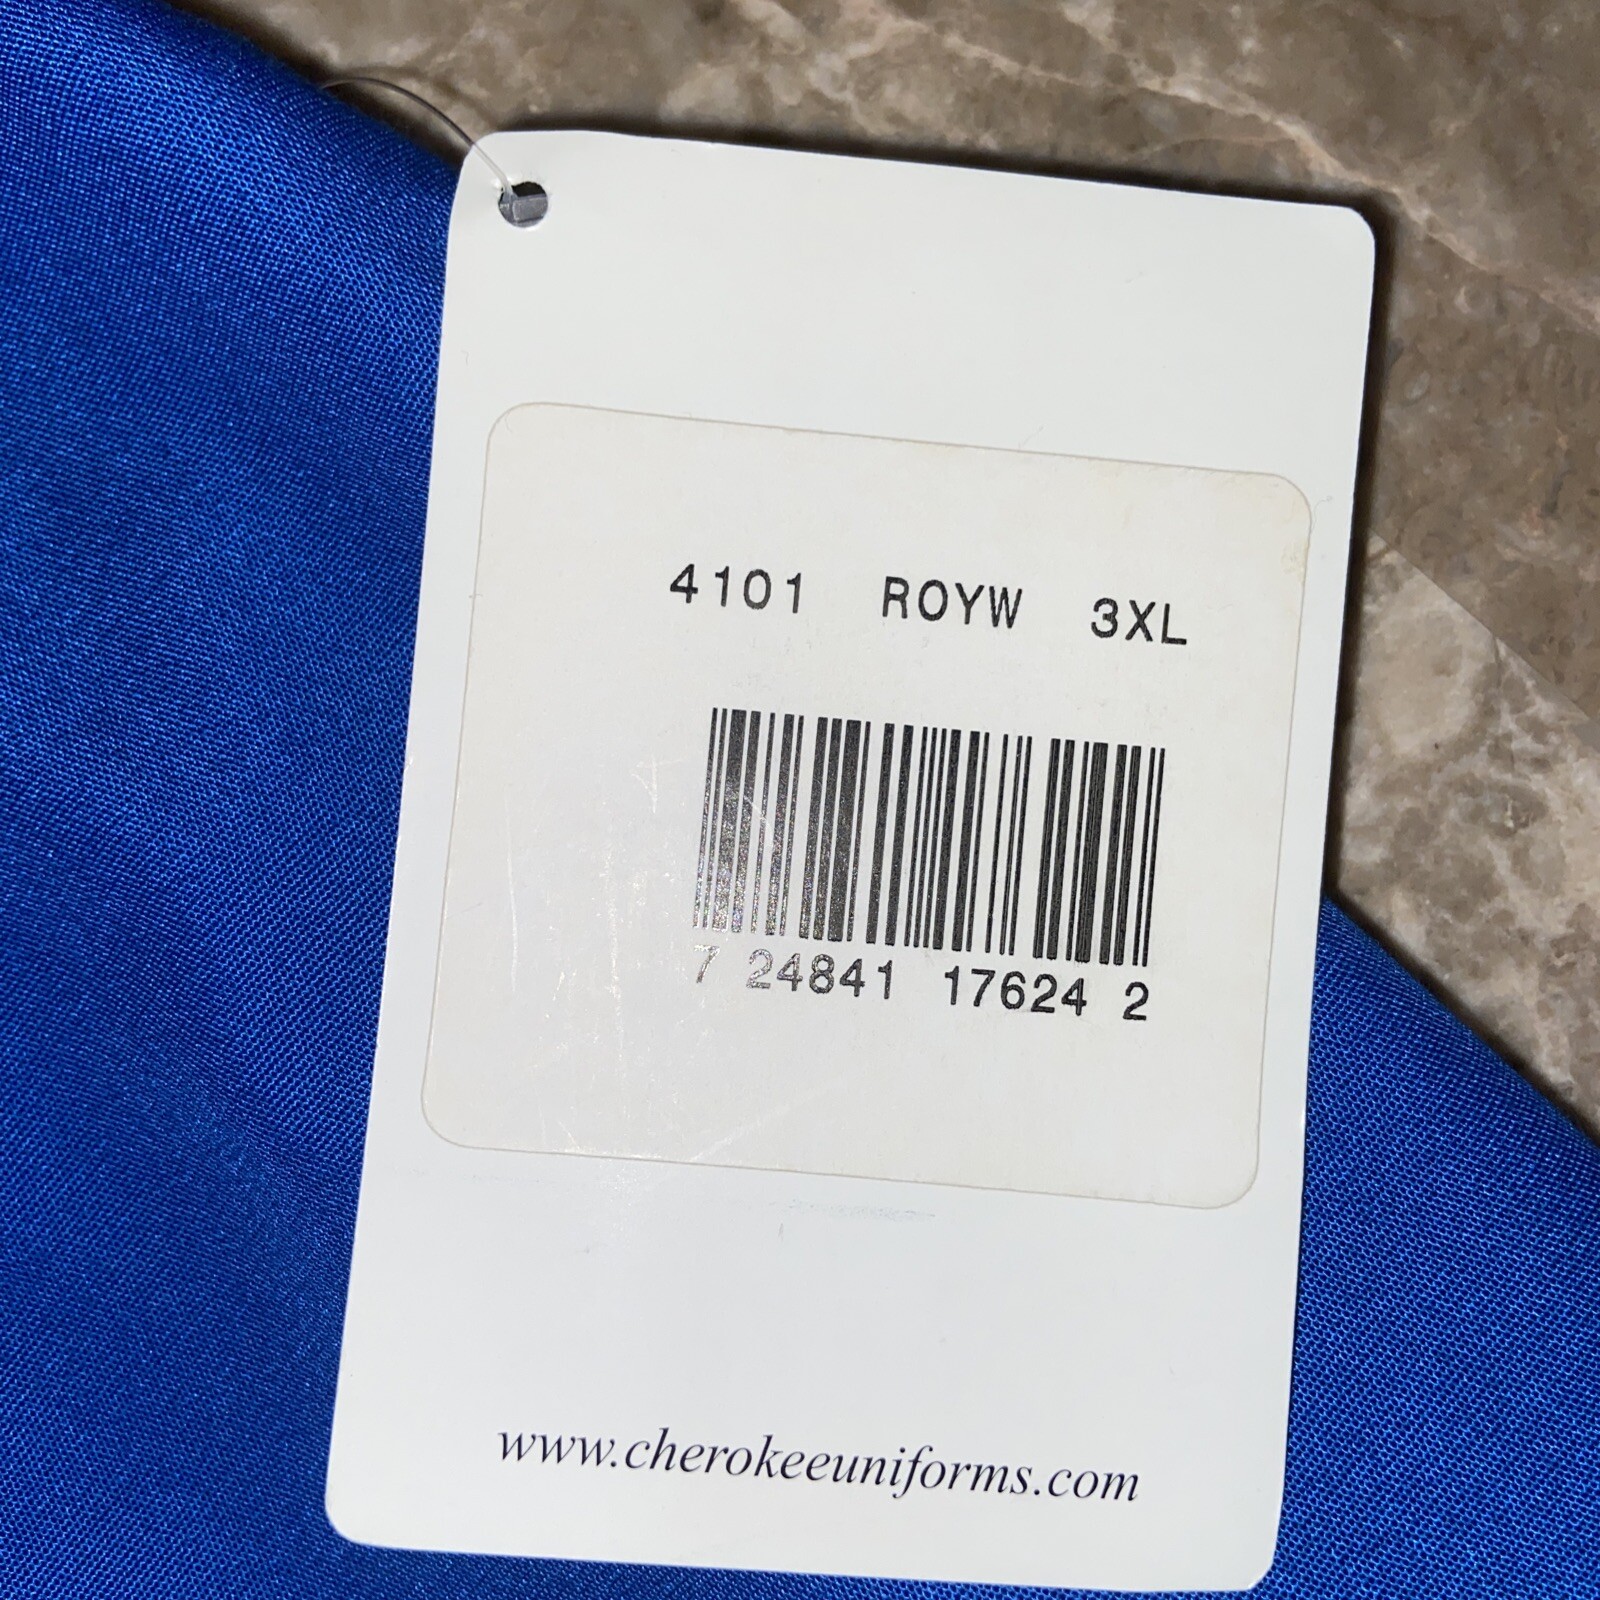 4101 ROYW 3XL
7 24841 17624 2
www.cherokeeuniforms.com